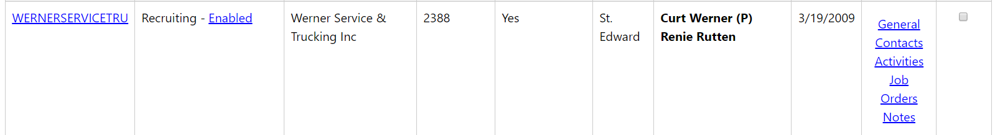 WERNERSERVICETRU
Recruiting - Enabled
Werner Service &
Trucking Inc
2388
Yes
St.
Edward
Curt Werner (P)
Renie Rutten
3/19/2009
General
Contacts
Activities
Job
Orders
Notes